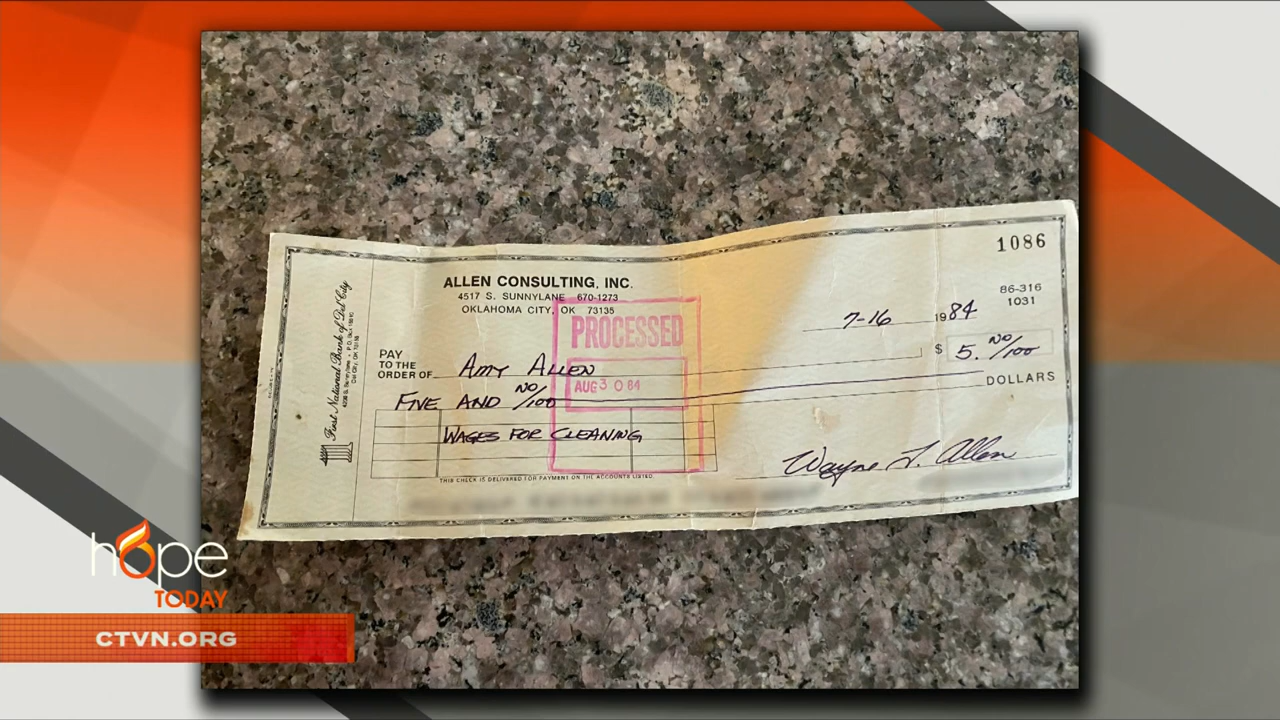 1086
ALLEN CONSULTING, INC.
4517 S. SUNNYLANE 670-1273
OKLAHOMA CITY, OK 73135
86-316
1031
7-16 1984
PROCESSED
AUG 30 84
PAY
TO THE
ORDER OF
AMY ALLEN
$ 5. NO/100
FIVE AND NO/100 DOLLARS
WAGES FOR CLEANING
Wayne L. Allen
THIS CHECK IS DELIVERED FOR PAYMENT ON THE ACCOUNTS LISTED.
First National Bank of Del City
hope
TODAY
CTVN.ORG